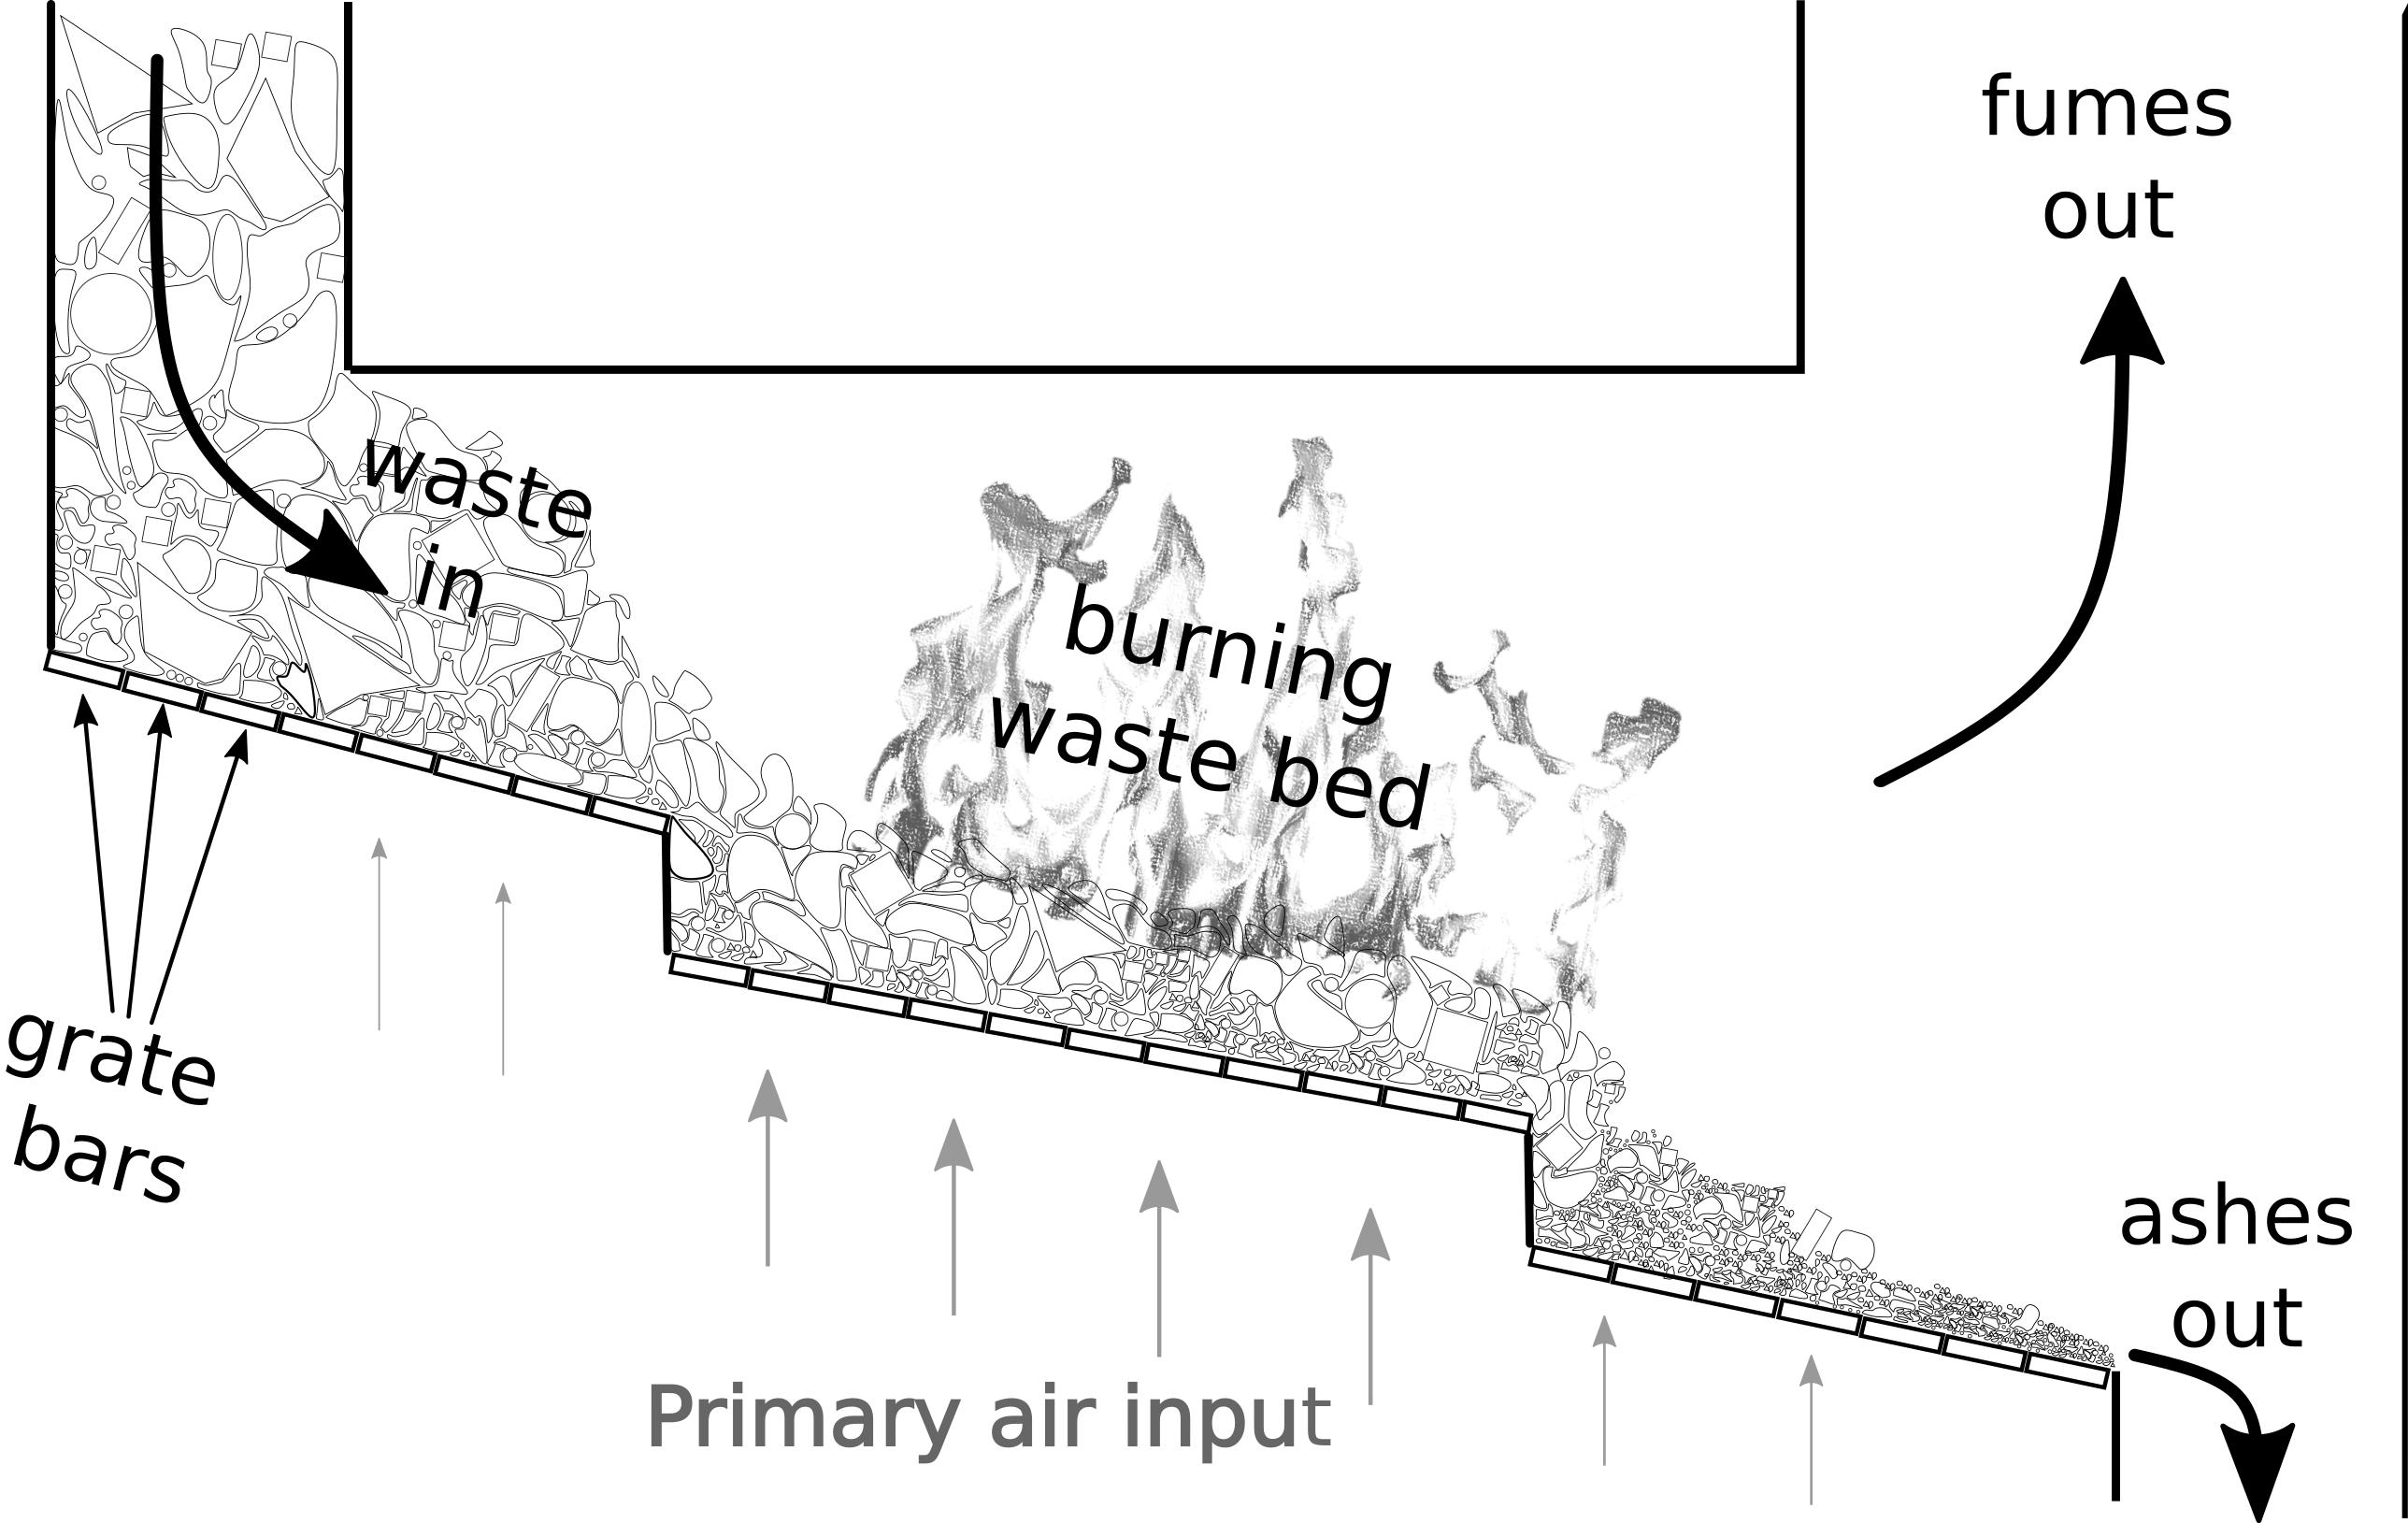 fumes
out
waste
in
burning
waste bed
grate
bars
ashes
out
Primary air input